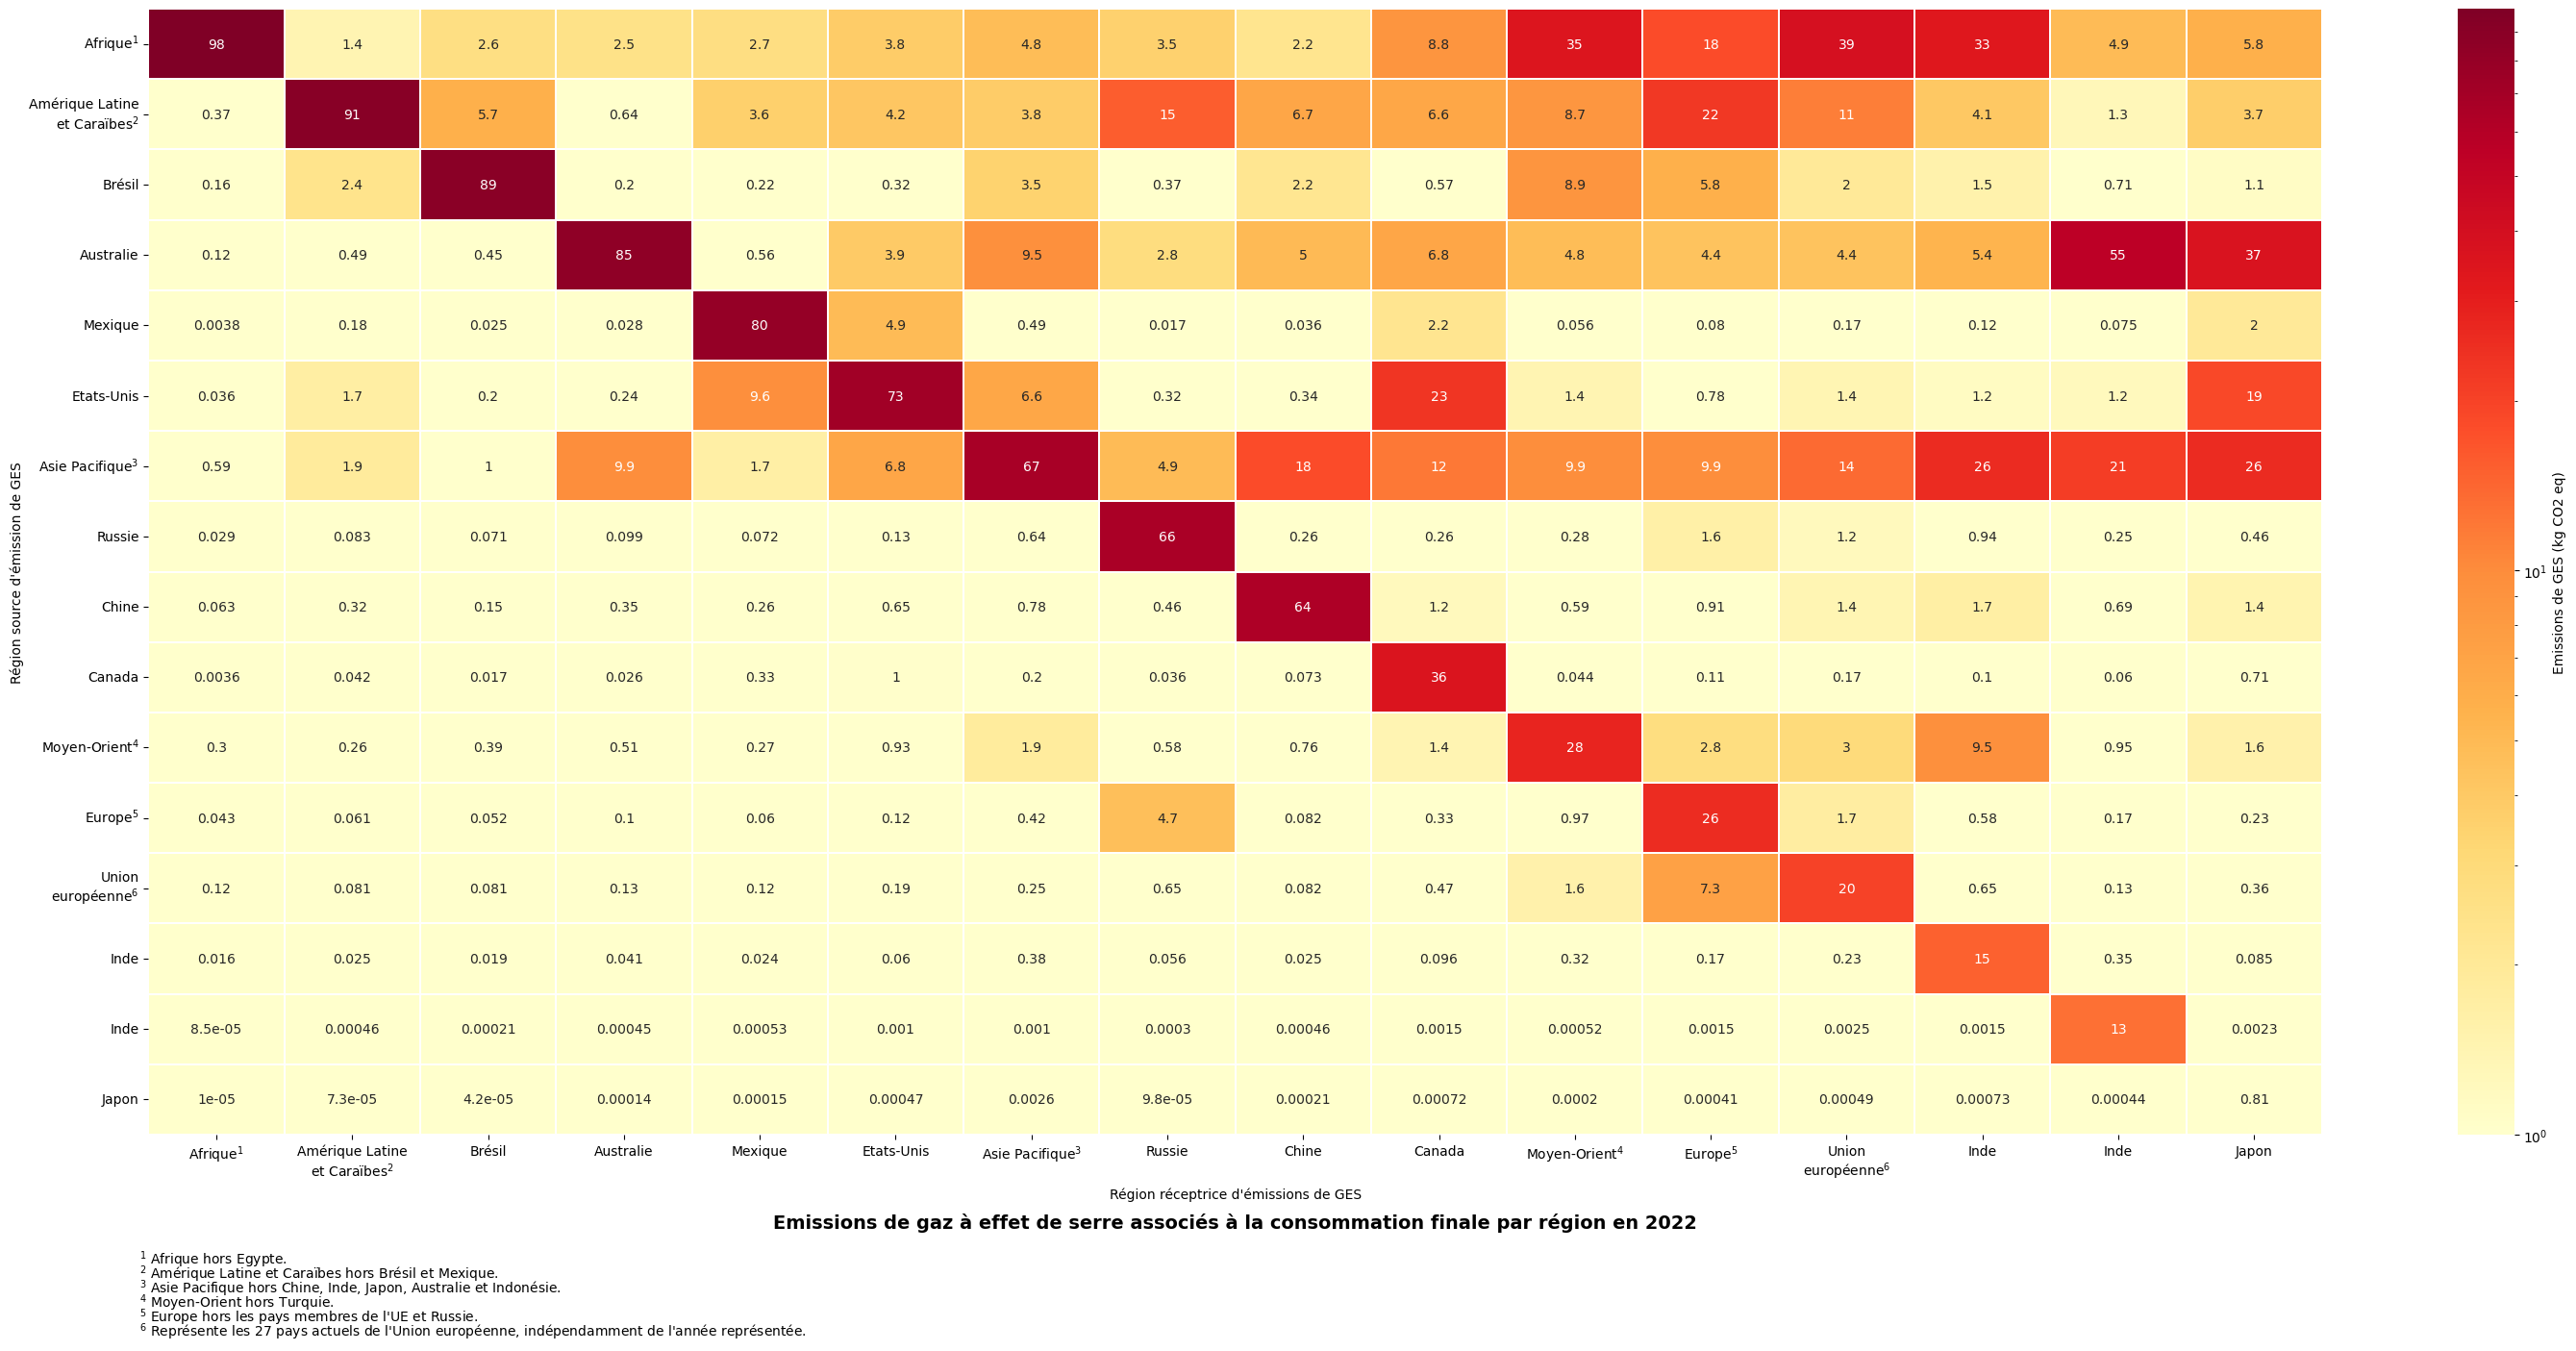 Afrique¹ 98 1.4 2.6 2.5 2.7 3.8 4.8 3.5 2.2 8.8 35 18 39 33 4.9 5.8
Amérique Latine
et Caraïbes² 0.37 91 5.7 0.64 3.6 4.2 3.8 15 6.7 6.6 8.7 22 11 4.1 1.3 3.7
Brésil 0.16 2.4 89 0.2 0.22 0.32 3.5 0.37 2.2 0.57 8.9 5.8 2 1.5 0.71 1.1
Australie 0.12 0.49 0.45 85 0.56 3.9 9.5 2.8 5 6.8 4.8 4.4 4.4 5.4 55 37
Mexique 0.0038 0.18 0.025 0.028 80 4.9 0.49 0.017 0.036 2.2 0.056 0.08 0.17 0.12 0.075 2
Etats-Unis 0.036 1.7 0.2 0.24 9.6 73 6.6 0.32 0.34 23 1.4 0.78 1.4 1.2 1.2 19
Asie Pacifique³ 0.59 1.9 1 9.9 1.7 6.8 67 4.9 18 12 9.9 9.9 14 26 21 26
Russie 0.029 0.083 0.071 0.099 0.072 0.13 0.64 66 0.26 0.26 0.28 1.6 1.2 0.94 0.25 0.46
Chine 0.063 0.32 0.15 0.35 0.26 0.65 0.78 0.46 64 1.2 0.59 0.91 1.4 1.7 0.69 1.4
Canada 0.0036 0.042 0.017 0.026 0.33 1 0.2 0.036 0.073 36 0.044 0.11 0.17 0.1 0.06 0.71
Moyen-Orient⁴ 0.3 0.26 0.39 0.51 0.27 0.93 1.9 0.58 0.76 1.4 28 2.8 3 9.5 0.95 1.6
Europe⁵ 0.043 0.061 0.052 0.1 0.06 0.12 0.42 4.7 0.082 0.33 0.97 26 1.7 0.58 0.17 0.23
Union
européenne⁶ 0.12 0.081 0.081 0.13 0.12 0.19 0.25 0.65 0.082 0.47 1.6 7.3 20 0.65 0.13 0.36
Inde 0.016 0.025 0.019 0.041 0.024 0.06 0.38 0.056 0.025 0.096 0.32 0.17 0.23 15 0.35 0.085
Inde 8.5e-05 0.00046 0.00021 0.00045 0.00053 0.001 0.001 0.0003 0.00046 0.0015 0.00052 0.0015 0.0025 0.0015 13 0.0023
Japon 1e-05 7.3e-05 4.2e-05 0.00014 0.00015 0.00047 0.0026 9.8e-05 0.00021 0.00072 0.0002 0.00041 0.00049 0.00073 0.00044 0.81
Région source d'émission de GES
Afrique¹ Amérique Latine Brésil Australie Mexique Etats-Unis Asie Pacifique³ Russie Chine Canada Moyen-Orient⁴ Europe⁵ Union Inde Inde Japon
et Caraïbes² européenne⁶
Région réceptrice d'émissions de GES
10¹
10⁰
Emissions de GES (kg CO2 eq)
Emissions de gaz à effet de serre associés à la consommation finale par région en 2022
¹ Afrique hors Egypte.
² Amérique Latine et Caraïbes hors Brésil et Mexique.
³ Asie Pacifique hors Chine, Inde, Japon, Australie et Indonésie.
⁴ Moyen-Orient hors Turquie.
⁵ Europe hors les pays membres de l'UE et Russie.
⁶ Représente les 27 pays actuels de l'Union européenne, indépendamment de l'année représentée.